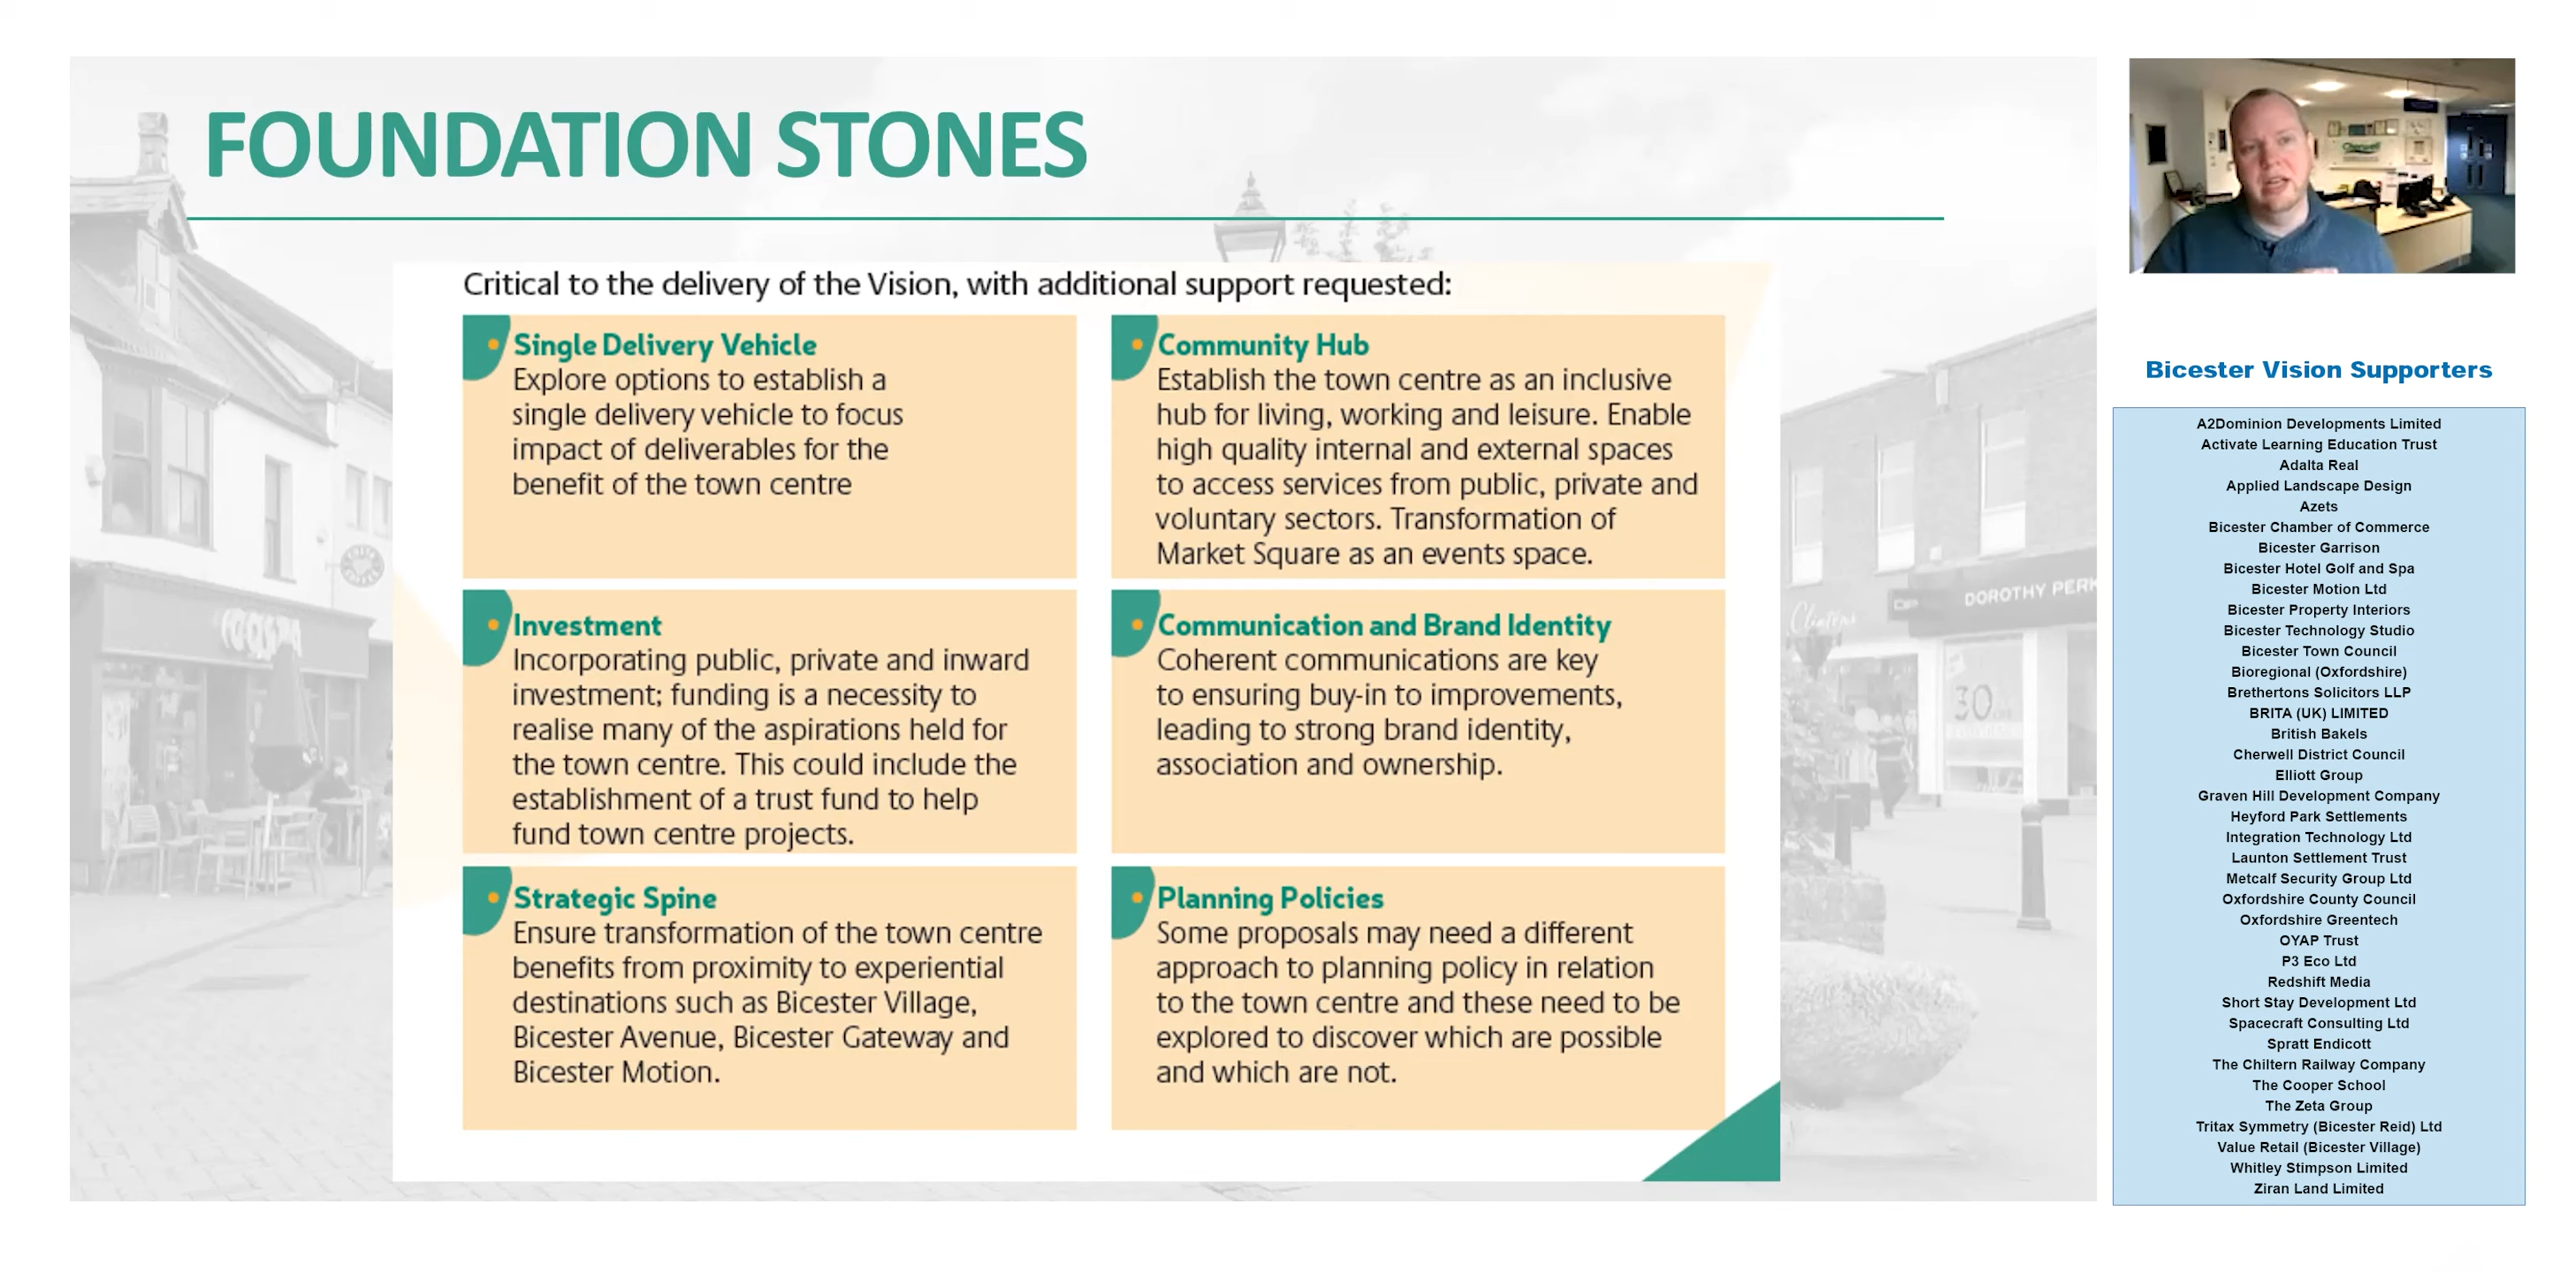 FOUNDATION STONES
Critical to the delivery of the Vision, with additional support requested:
Single Delivery Vehicle
Explore options to establish a
single delivery vehicle to focus
impact of deliverables for the
benefit of the town centre
Community Hub
Establish the town centre as an inclusive
hub for living, working and leisure. Enable
high quality internal and external spaces
to access services from public, private and
voluntary sectors. Transformation of
Market Square as an events space.
Investment
Incorporating public, private and inward
investment; funding is a necessity to
realise many of the aspirations held for
the town centre. This could include the
establishment of a trust fund to help
fund town centre projects.
Communication and Brand Identity
Coherent communications are key
to ensuring buy-in to improvements,
leading to strong brand identity,
association and ownership.
Strategic Spine
Ensure transformation of the town centre
benefits from proximity to experiential
destinations such as Bicester Village,
Bicester Avenue, Bicester Gateway and
Bicester Motion.
Planning Policies
Some proposals may need a different
approach to planning policy in relation
to the town centre and these need to be
explored to discover which are possible
and which are not.
COSTA
Clintons
DOROTHY PERK
30
Cherwell
Bicester Vision Supporters
A2Dominion Developments Limited
Activate Learning Education Trust
Adalta Real
Applied Landscape Design
Azets
Bicester Chamber of Commerce
Bicester Garrison
Bicester Hotel Golf and Spa
Bicester Motion Ltd
Bicester Property Interiors
Bicester Technology Studio
Bicester Town Council
Bioregional (Oxfordshire)
Brethertons Solicitors LLP
BRITA (UK) LIMITED
British Bakels
Cherwell District Council
Elliott Group
Graven Hill Development Company
Heyford Park Settlements
Integration Technology Ltd
Launton Settlement Trust
Metcalf Security Group Ltd
Oxfordshire County Council
Oxfordshire Greentech
OYAP Trust
P3 Eco Ltd
Redshift Media
Short Stay Development Ltd
Spacecraft Consulting Ltd
Spratt Endicott
The Chiltern Railway Company
The Cooper School
The Zeta Group
Tritax Symmetry (Bicester Reid) Ltd
Value Retail (Bicester Village)
Whitley Stimpson Limited
Ziran Land Limited